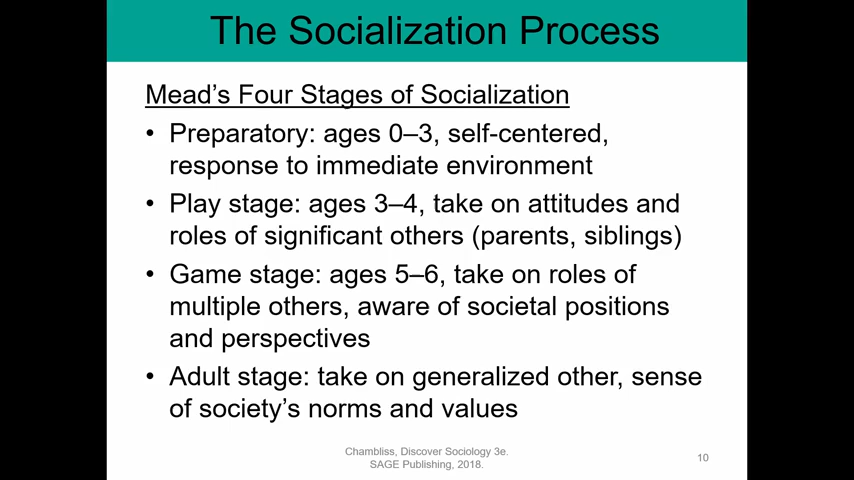 The Socialization Process
Mead’s Four Stages of Socialization
• Preparatory: ages 0–3, self-centered,
response to immediate environment
• Play stage: ages 3–4, take on attitudes and
roles of significant others (parents, siblings)
• Game stage: ages 5–6, take on roles of
multiple others, aware of societal positions
and perspectives
• Adult stage: take on generalized other, sense
of society’s norms and values
Chambliss, Discover Sociology 3e.
SAGE Publishing, 2018.
10